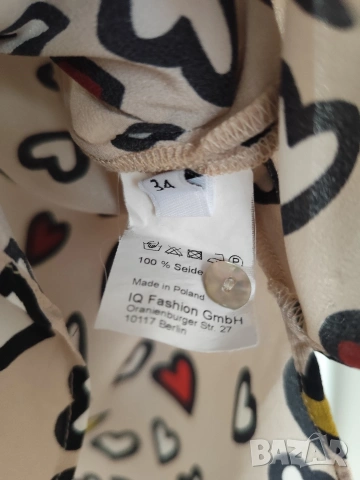 34
100 % Seide
Made in Poland
IQ Fashion GmbH
Oranienburger Str. 27
10117 Berlin
BAZAR